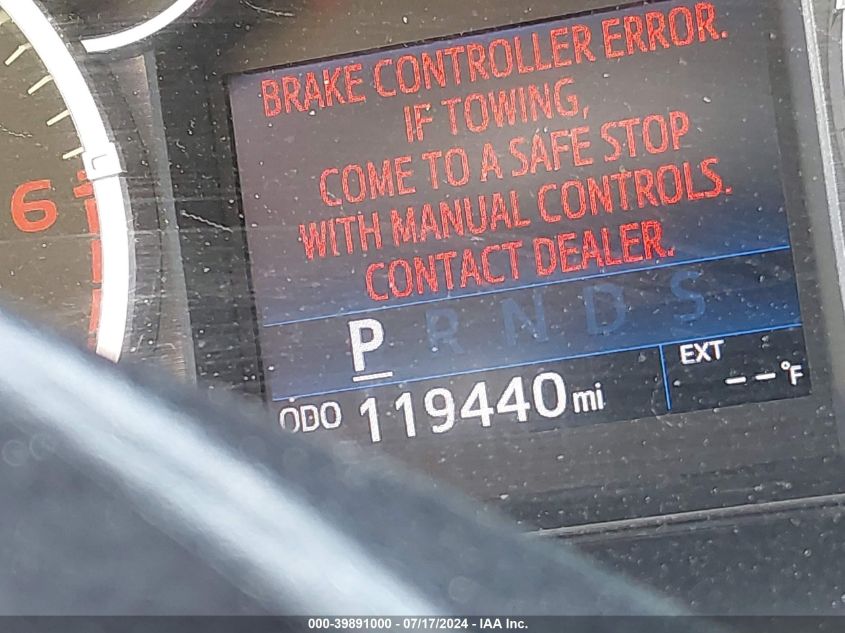 BRAKE CONTROLLER ERROR.
IF TOWING,
COME TO A SAFE STOP
WITH MANUAL CONTROLS.
CONTACT DEALER.
6
P R N D S
ODO 119440 mi
EXT
--°F
000-39891000 - 07/17/2024 - IAA Inc.